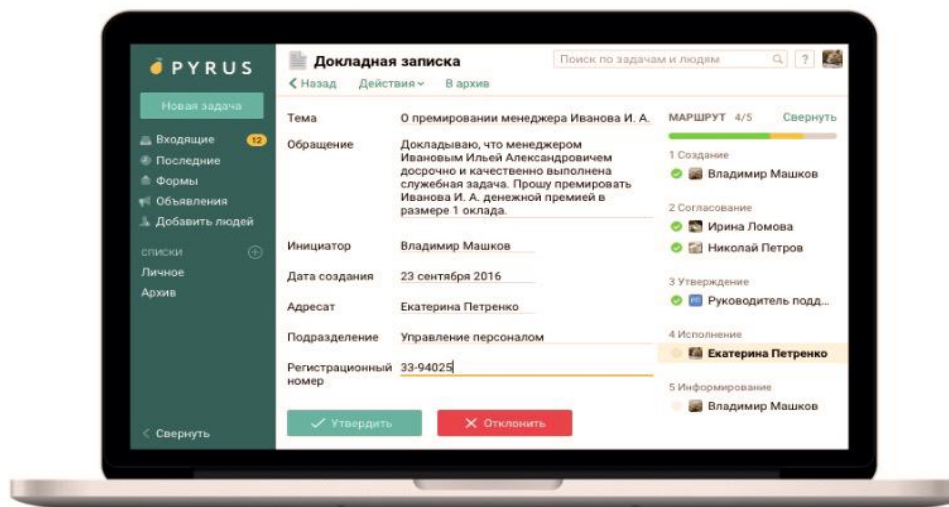 PYRUS
Новая задача
Входящие 12
Последние
Формы
Объявления
Добавить людей
СПИСКИ
Личное
Архив
Свернуть
Докладная записка
Поиск по задачам и людям
?
Назад Действия В архив
Тема О премировании менеджера Иванова И. А.
Обращение Докладываю, что менеджером
Ивановым Ильей Александровичем
досрочно и качественно выполнена
служебная задача. Прошу премировать
Иванова И. А. денежной премией в
размере 1 оклада.
Инициатор Владимир Машков
Дата создания 23 сентября 2016
Адресат Екатерина Петренко
Подразделение Управление персоналом
Регистрационный 33-94025
номер
Утвердить Отклонить
МАРШРУТ 4/5 Свернуть
1 Создание
Владимир Машков
2 Согласование
Ирина Ломова
Николай Петров
3 Утверждение
Руководитель подд...
4 Исполнение
Екатерина Петренко
5 Информирование
Владимир Машков